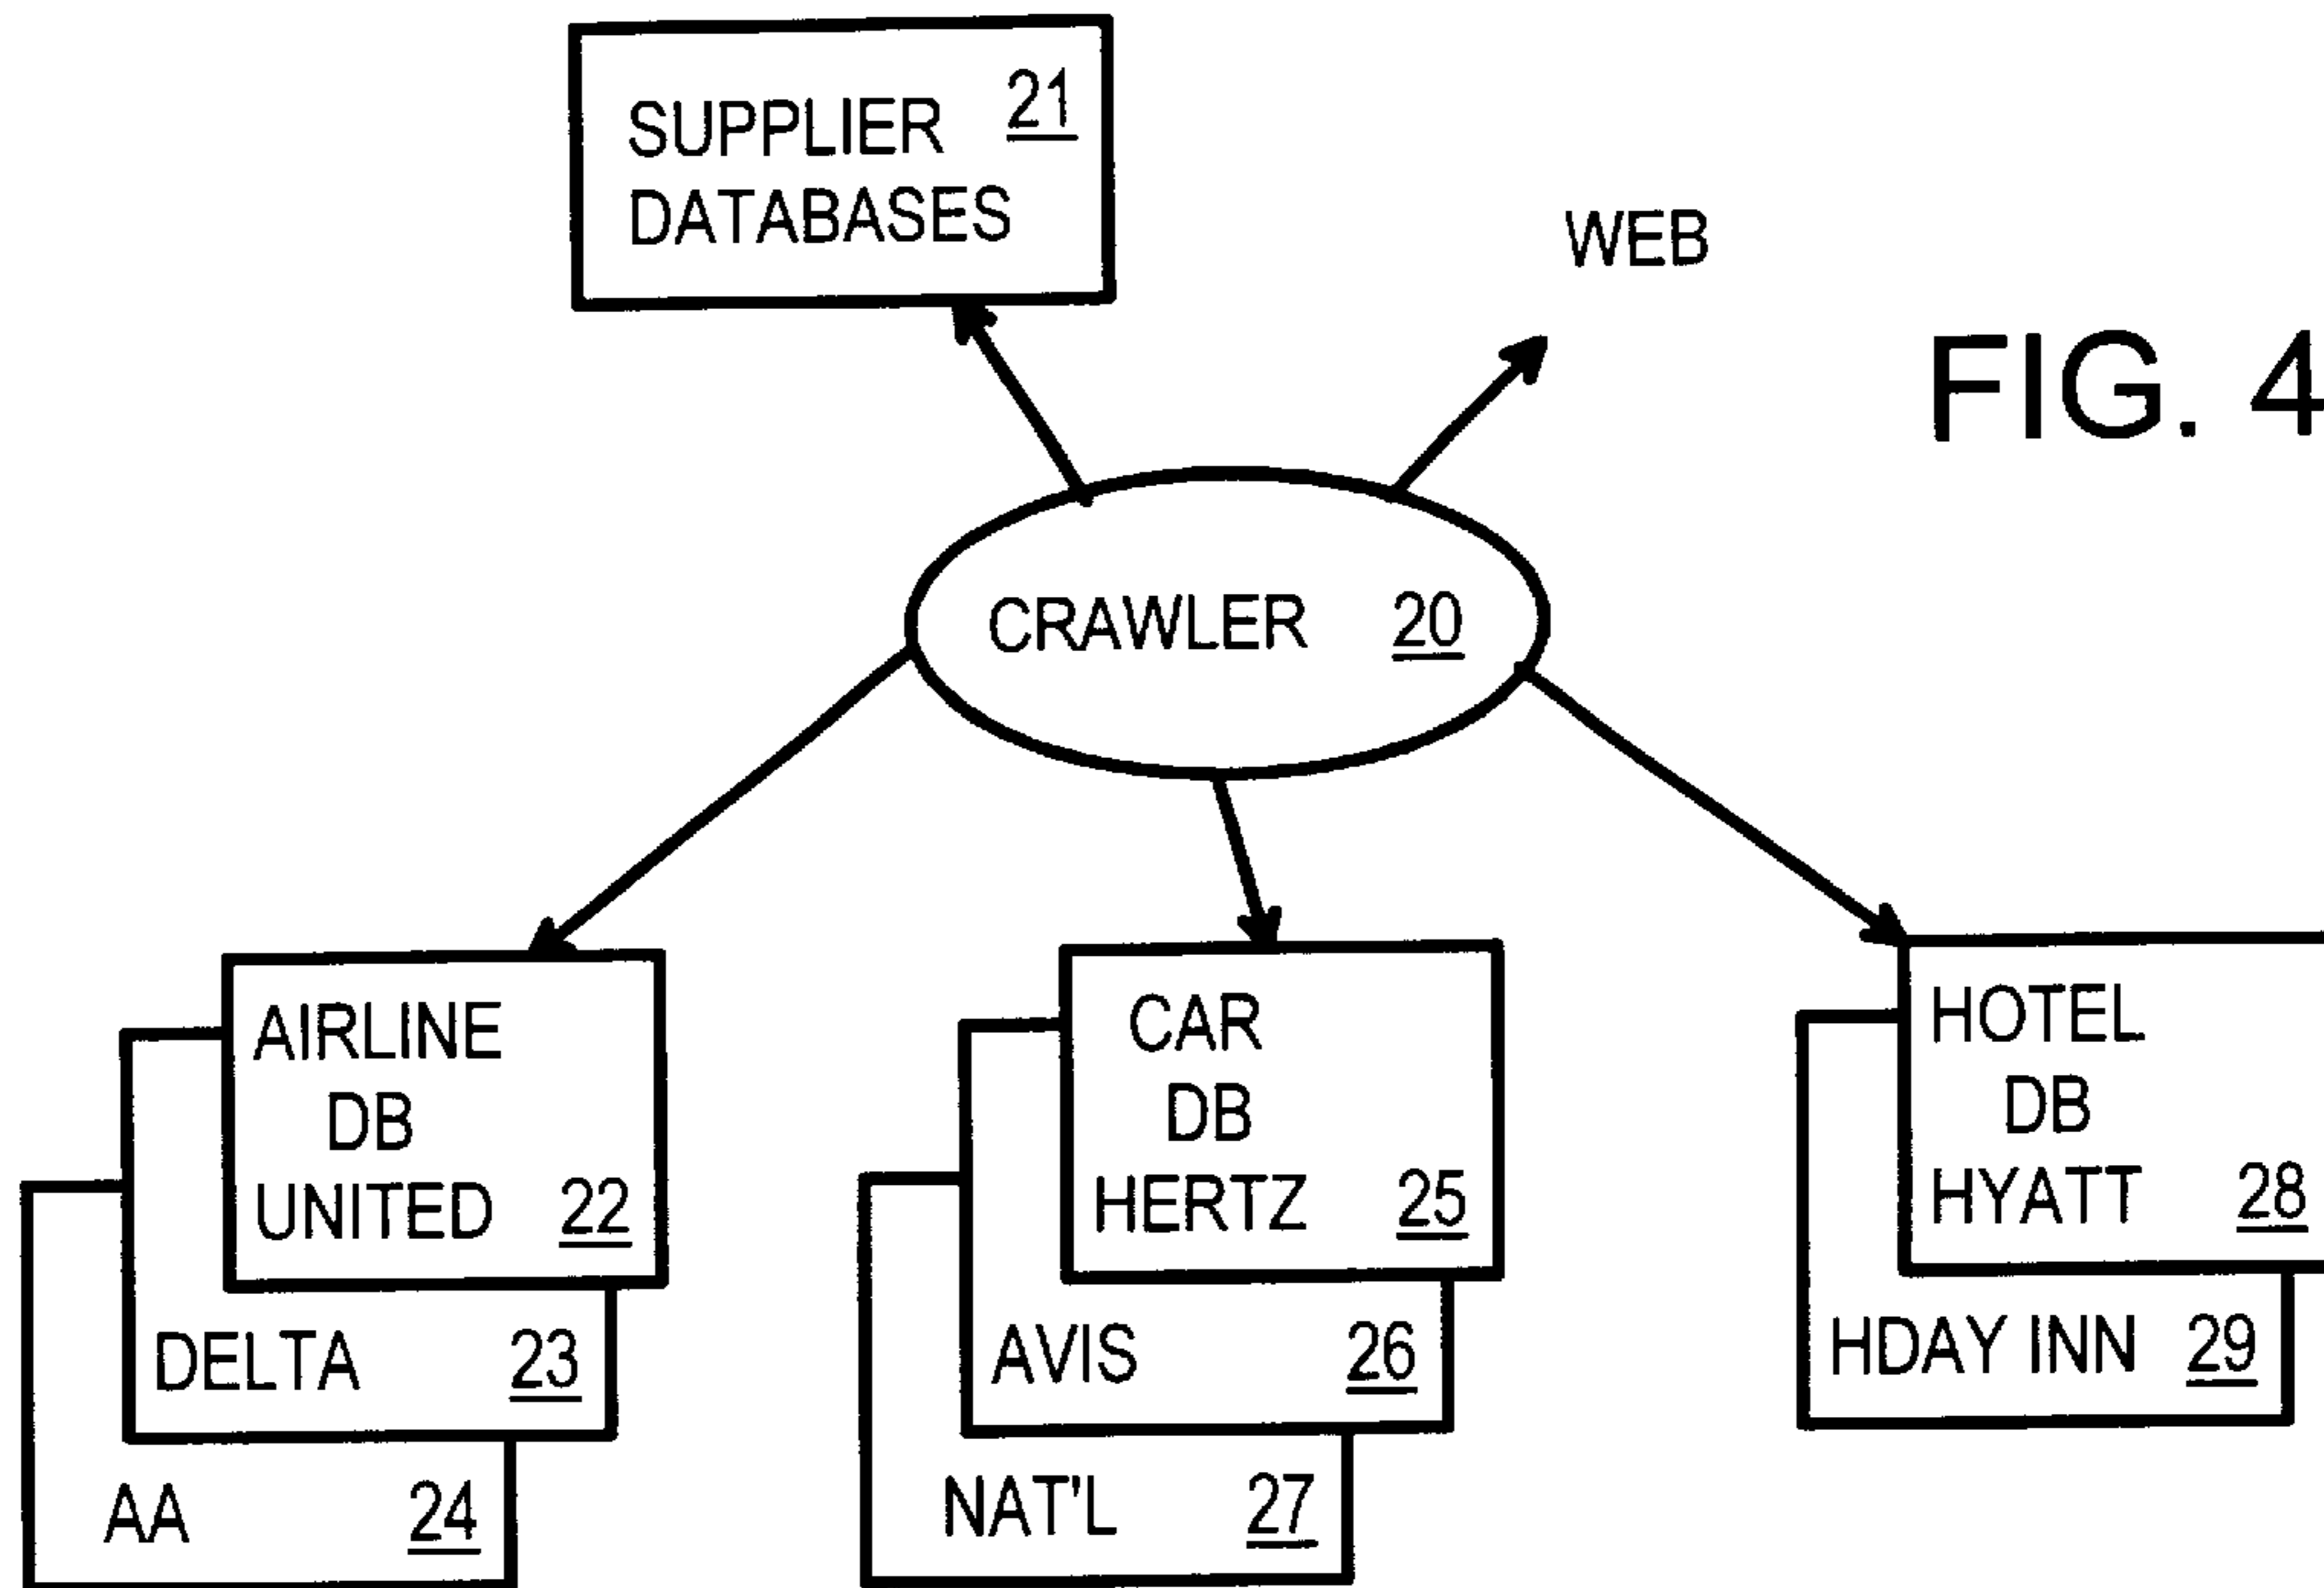 SUPPLIER 21
DATABASES
WEB
FIG. 4
CRAWLER 20
AIRLINE
DB
UNITED 22
DELTA 23
AA 24
CAR
DB
HERTZ 25
AVIS 26
NAT'L 27
HOTEL
DB
HYATT 28
HDAY INN 29